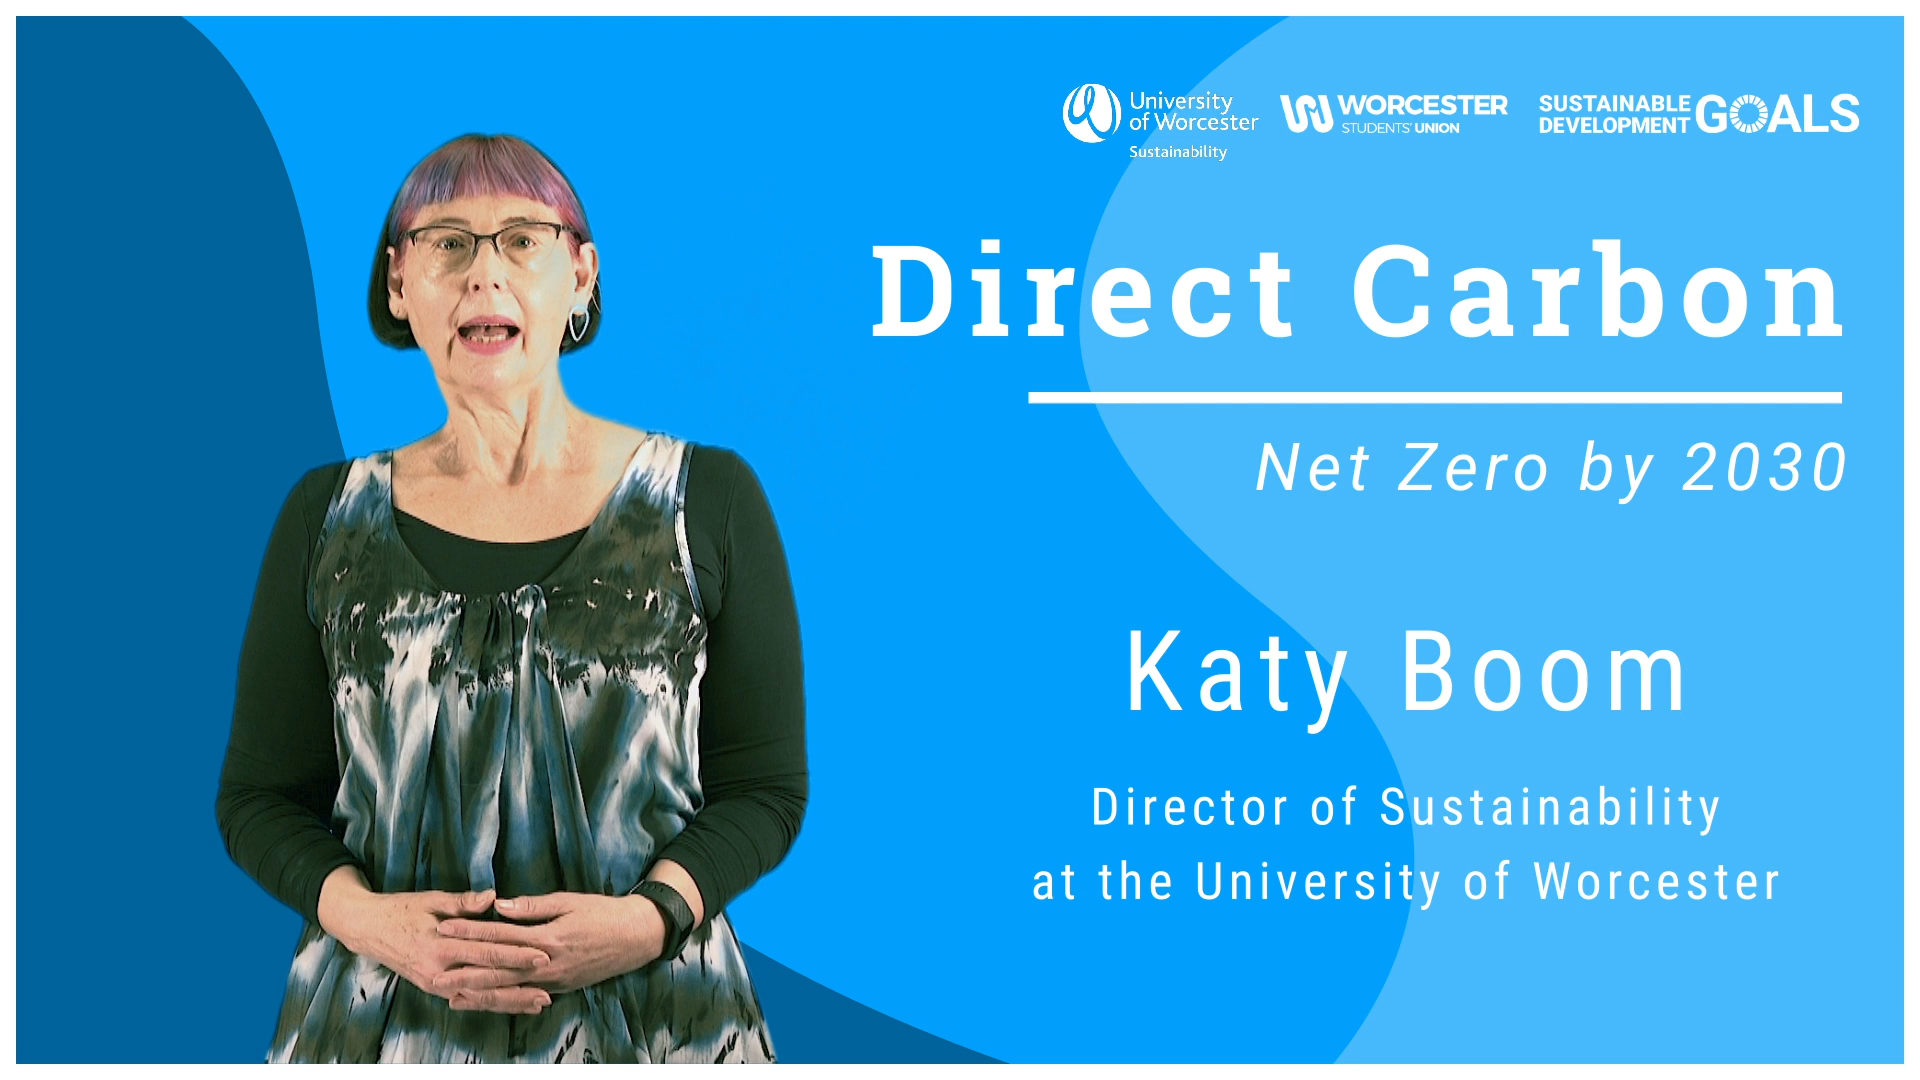 University
of Worcester
Sustainability
WORCESTER
STUDENTS' UNION
SUSTAINABLE
DEVELOPMENT
GOALS
Direct Carbon
Net Zero by 2030
Katy Boom
Director of Sustainability
at the University of Worcester